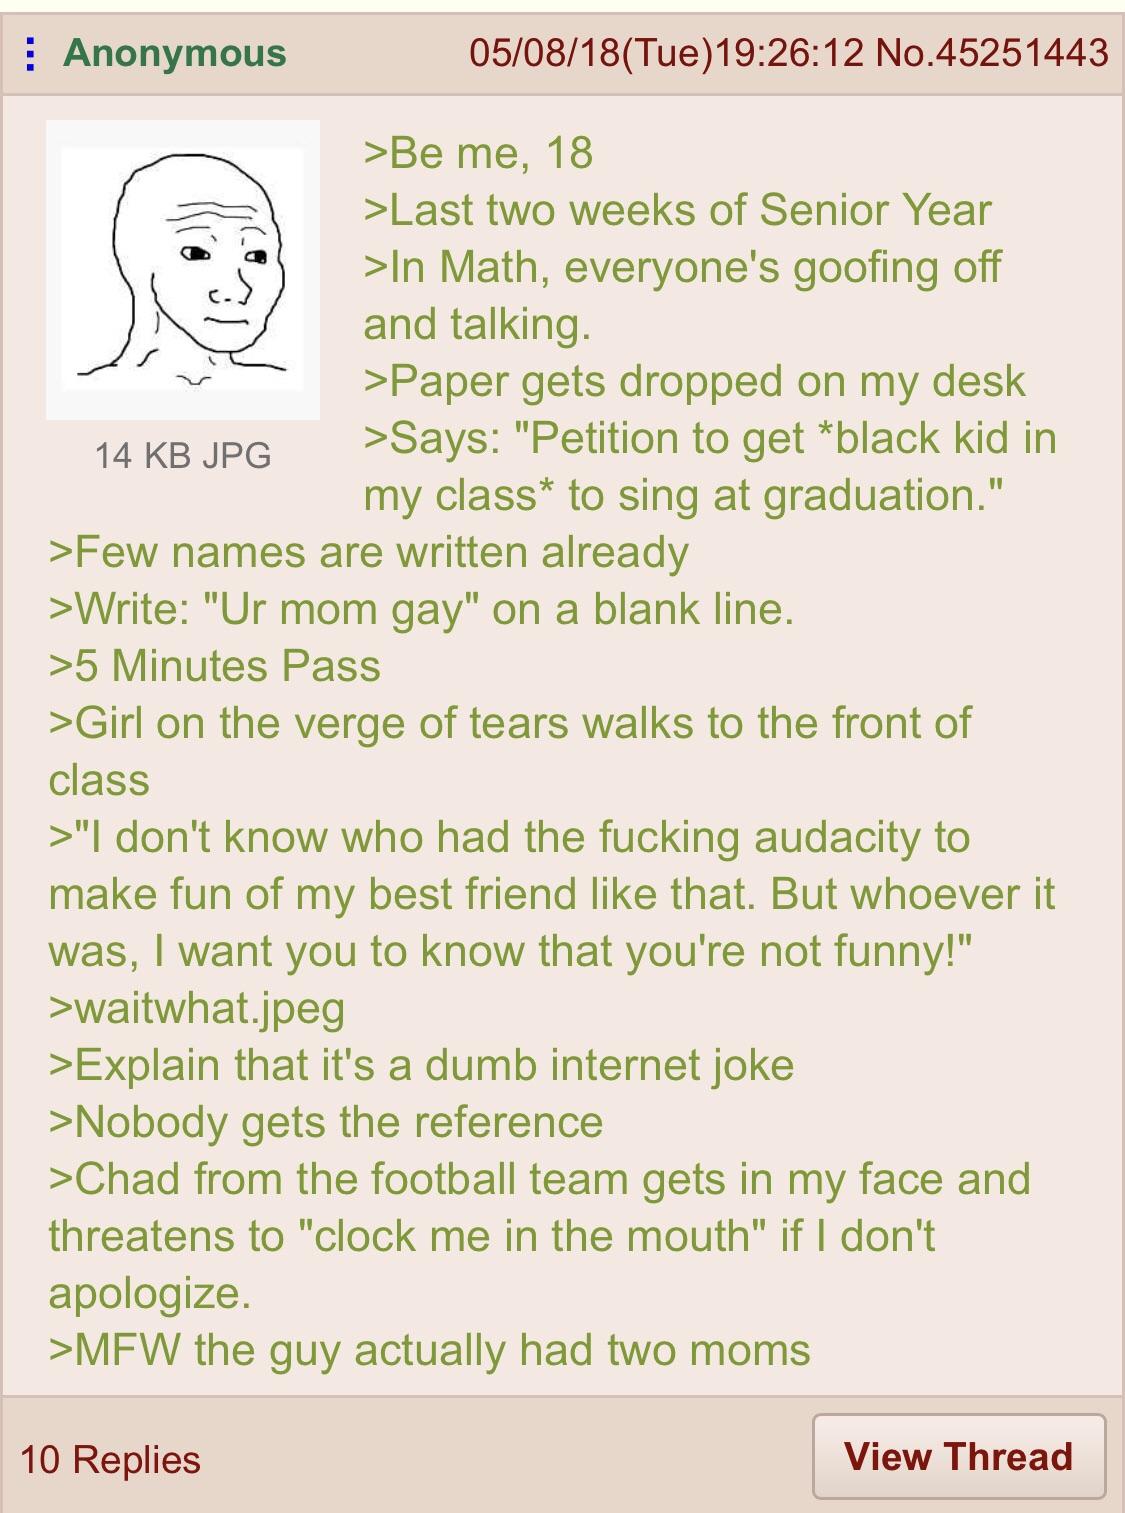 Anonymous 05/08/18(Tue)19:26:12 No.45251443
>Be me, 18
>Last two weeks of Senior Year
>In Math, everyone's goofing off
and talking.
>Paper gets dropped on my desk
>Says: "Petition to get *black kid in
my class* to sing at graduation."
14 KB JPG
>Few names are written already
>Write: "Ur mom gay" on a blank line.
>5 Minutes Pass
>Girl on the verge of tears walks to the front of
class
>"I don't know who had the fucking audacity to
make fun of my best friend like that. But whoever it
was, I want you to know that you're not funny!"
>waitwhat.jpeg
>Explain that it's a dumb internet joke
>Nobody gets the reference
>Chad from the football team gets in my face and
threatens to "clock me in the mouth" if I don't
apologize.
>MFW the guy actually had two moms
10 Replies
View Thread